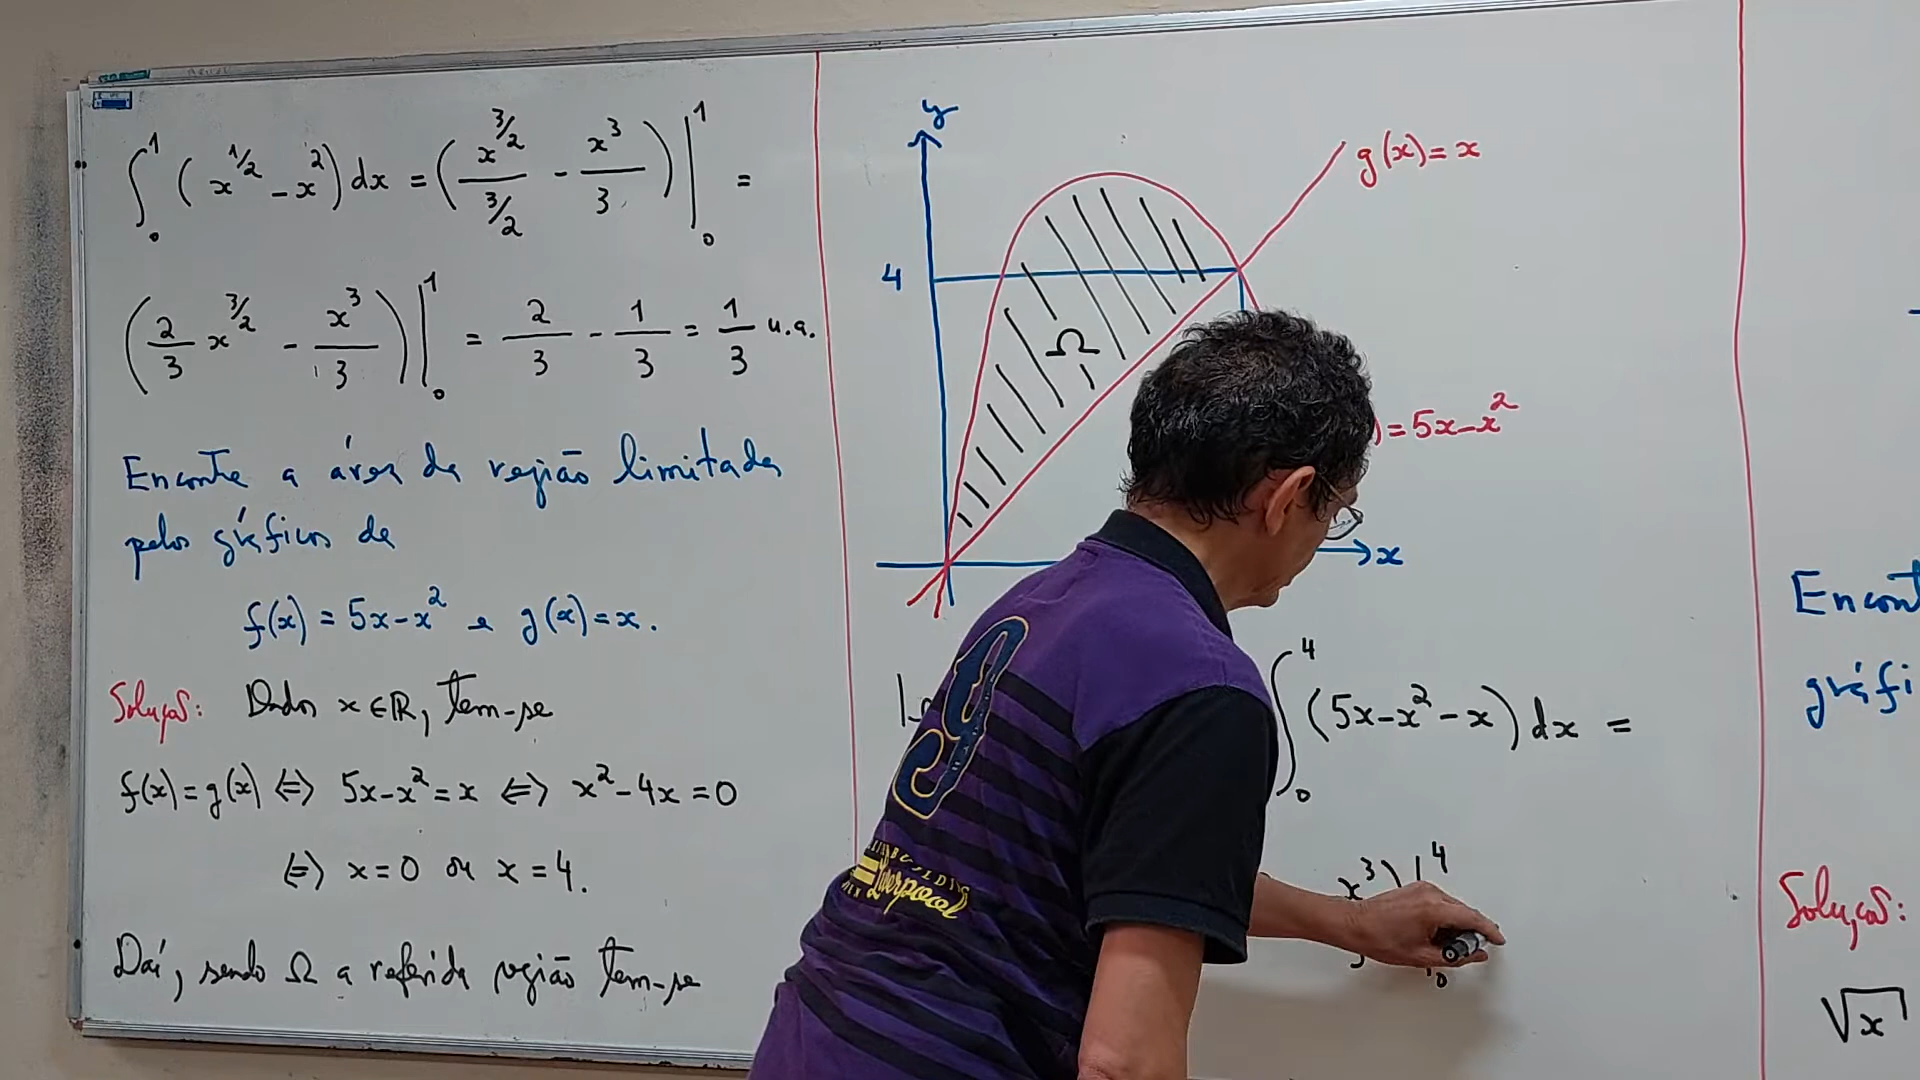 ∫₀¹ (x^{1/2} - x²) dx = (x^{3/2}/(3/2) - x³/3)|₀¹ =
(2/3 x^{3/2} - x³/3)|₀¹ = 2/3 - 1/3 = 1/3 u.a.
Encontre a área da região limitada
pelos gráficos de
f(x) = 5x-x² e g(x)=x.
Solução: Dados x∈ℝ, tem-se
f(x)=g(x) ⇔ 5x-x²=x ⇔ x²-4x=0
⇔ x=0 ou x=4.
Daí, sendo Ω a referida região tem-se
y
g(x)=x
4
Ω
)=5x-x²
x
∫₀⁴ (5x-x²-x) dx =
x³)|₀⁴
Encont
gráfi
Solução:
√x
9
Liverpool